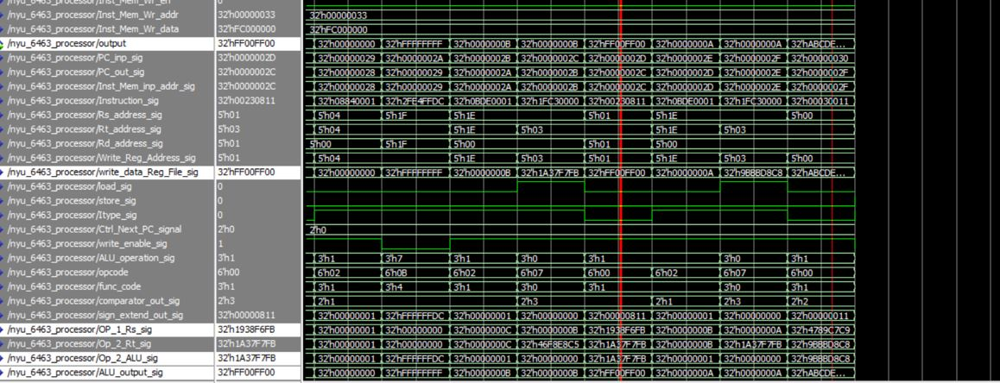 /nyu_6463_processor/Inst_Mem_Wr_en 0
/nyu_6463_processor/Inst_Mem_Wr_addr 32'h00000033 32'h00000033
/nyu_6463_processor/Inst_Mem_Wr_data 32'hFC000000 32'hFC000000
/nyu_6463_processor/output 32'hFF00FF00 32'h00000000 32'hFFFFFFFF 32'h0000000B 32'h0000000B 32'hFF00FF00 32'h0000000A 32'h0000000A 32'hABCDE...
/nyu_6463_processor/PC_inp_sig 32'h0000002D 32'h00000029 32'h0000002A 32'h0000002B 32'h0000002C 32'h0000002D 32'h0000002E 32'h0000002F 32'h00000030
/nyu_6463_processor/PC_out_sig 32'h0000002C 32'h00000028 32'h00000029 32'h0000002A 32'h0000002B 32'h0000002C 32'h0000002D 32'h0000002E 32'h0000002F
/nyu_6463_processor/Inst_Mem_inp_addr_sig 32'h0000002C 32'h00000028 32'h00000029 32'h0000002A 32'h0000002B 32'h0000002C 32'h0000002D 32'h0000002E 32'h0000002F
/nyu_6463_processor/Instruction_sig 32'h00230811 32'h08840001 32'h2FE4FFDC 32'h0BDE0001 32'h1FC30000 32'h00230811 32'h0BDE0001 32'h1FC30000 32'h00030011
/nyu_6463_processor/Rs_address_sig 5'h01 5'h04 5'h1F 5'h1E 5'h01 5'h1E 5'h00
/nyu_6463_processor/Rt_address_sig 5'h03 5'h04 5'h1E 5'h03 5'h1E 5'h03
/nyu_6463_processor/Rd_address_sig 5'h01 5'h00 5'h1F 5'h00 5'h01 5'h00
/nyu_6463_processor/Write_Reg_Address_sig 5'h01 5'h04 5'h1E 5'h03 5'h01 5'h1E 5'h03 5'h00
/nyu_6463_processor/write_data_Reg_File_sig 32'hFF00FF00 32'h00000000 32'hFFFFFFFF 32'h0000000B 32'h1A37F7FB 32'hFF00FF00 32'h0000000A 32'h9BBBD8C8 32'hABCDE...
/nyu_6463_processor/load_sig 0
/nyu_6463_processor/store_sig 0
/nyu_6463_processor/Itype_sig 0
/nyu_6463_processor/Ctrl_Next_PC_signal 2'h0 2'h0
/nyu_6463_processor/write_enable_sig 1
/nyu_6463_processor/ALU_operation_sig 3'h1 3'h1 3'h7 3'h1 3'h0 3'h1 3'h0 3'h1
/nyu_6463_processor/opcode 6'h00 6'h02 6'h0B 6'h02 6'h07 6'h00 6'h02 6'h07 6'h00
/nyu_6463_processor/func_code 3'h1 3'h1 3'h4 3'h1 3'h0 3'h1 3'h0 3'h1
/nyu_6463_processor/comparator_out_sig 2'h3 2'h1 2'h3 2'h1 2'h3 2'h2
/nyu_6463_processor/sign_extend_out_sig 32'h00000811 32'h00000001 32'hFFFFFFDC 32'h00000001 32'h00000000 32'h00000811 32'h00000001 32'h00000000 32'h00000011
/nyu_6463_processor/OP_1_Rs_sig 32'h1938F6FB 32'h00000001 32'h00000000 32'h0000000C 32'h0000000B 32'h1938F6FB 32'h0000000B 32'h0000000A 32'h4789C7C9
/nyu_6463_processor/Op_2_Rt_sig 32'h1A37F7FB 32'h00000001 32'h00000000 32'h0000000C 32'h46F8E8C5 32'h1A37F7FB 32'h0000000B 32'h1A37F7FB 32'h9BBBD8C8
/nyu_6463_processor/Op_2_ALU_sig 32'h1A37F7FB 32'h00000001 32'hFFFFFFDC 32'h00000001 32'h00000000 32'h1A37F7FB 32'h00000001 32'h00000000 32'h9BBBD8C8
/nyu_6463_processor/ALU_output_sig 32'hFF00FF00 32'h00000000 32'hFFFFFFFF 32'h0000000B 32'h0000000B 32'hFF00FF00 32'h0000000A 32'h0000000A 32'hABCDE...